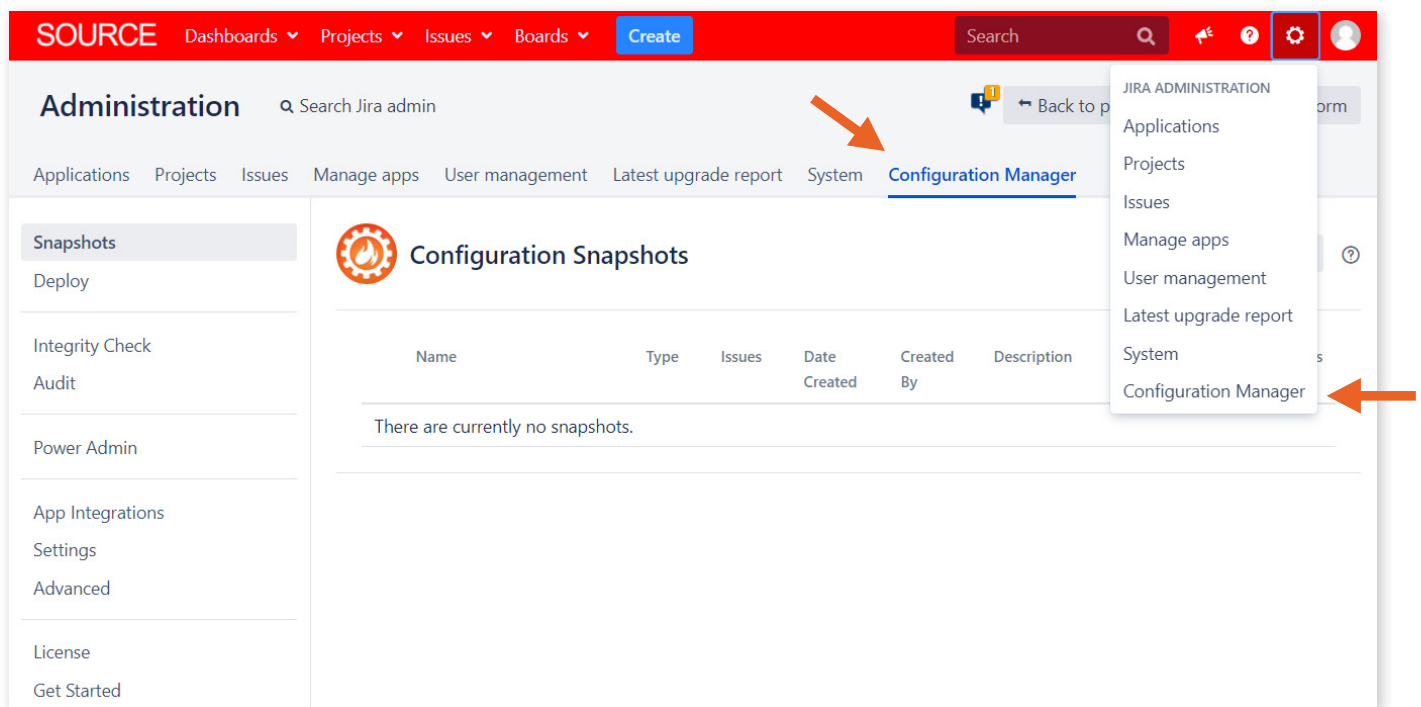 SOURCE Dashboards Projects Issues Boards Create Search
Administration Search Jira admin 1 Back to p orm
JIRA ADMINISTRATION
Applications
Projects
Issues
Manage apps
User management
Latest upgrade report
System
Configuration Manager
Applications Projects Issues Manage apps User management Latest upgrade report System Configuration Manager
Snapshots
Deploy
Integrity Check
Audit
Power Admin
App Integrations
Settings
Advanced
License
Get Started
Configuration Snapshots
Name Type Issues Date Created Created By Description s
There are currently no snapshots.